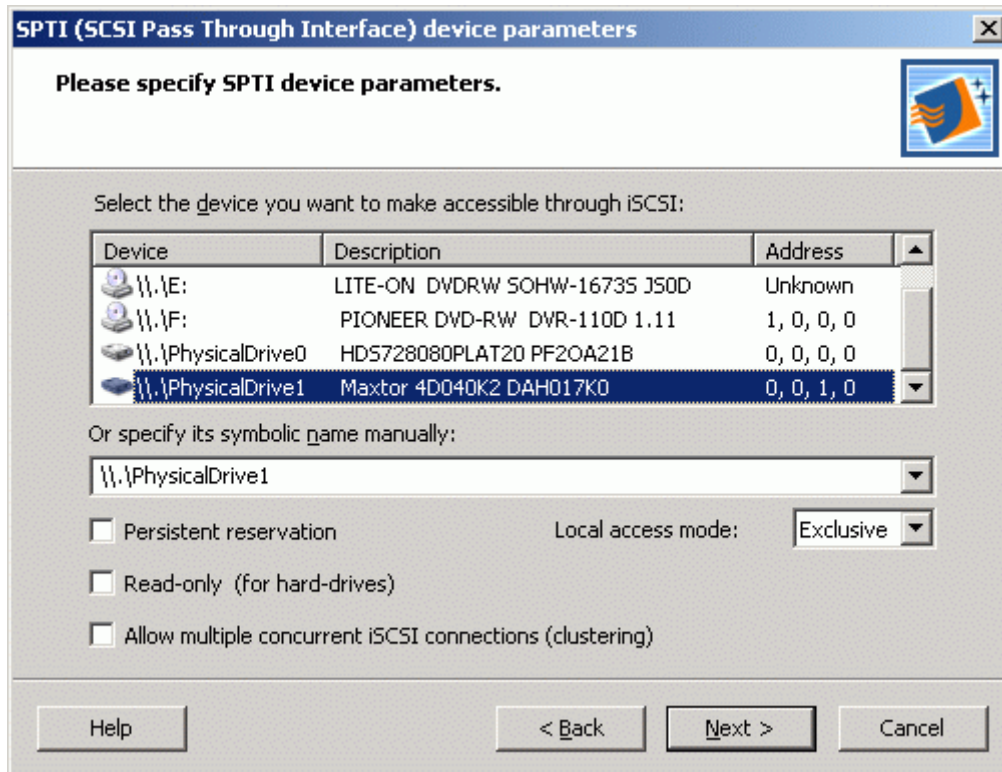 SPTI (SCSI Pass Through Interface) device parameters
Please specify SPTI device parameters.
Select the device you want to make accessible through iSCSI:
Device Description Address
\\.\E: LITE-ON DVDRW SOHW-1673S JS0D Unknown
\\.\F: PIONEER DVD-RW DVR-110D 1.11 1, 0, 0, 0
\\.\PhysicalDrive0 HDS728080PLAT20 PF2OA21B 0, 0, 0, 0
\\.\PhysicalDrive1 Maxtor 4D040K2 DAH017K0 0, 0, 1, 0
Or specify its symbolic name manually:
\\.\PhysicalDrive1
Persistent reservation Local access mode: Exclusive
Read-only (for hard-drives)
Allow multiple concurrent iSCSI connections (clustering)
Help < Back Next > Cancel